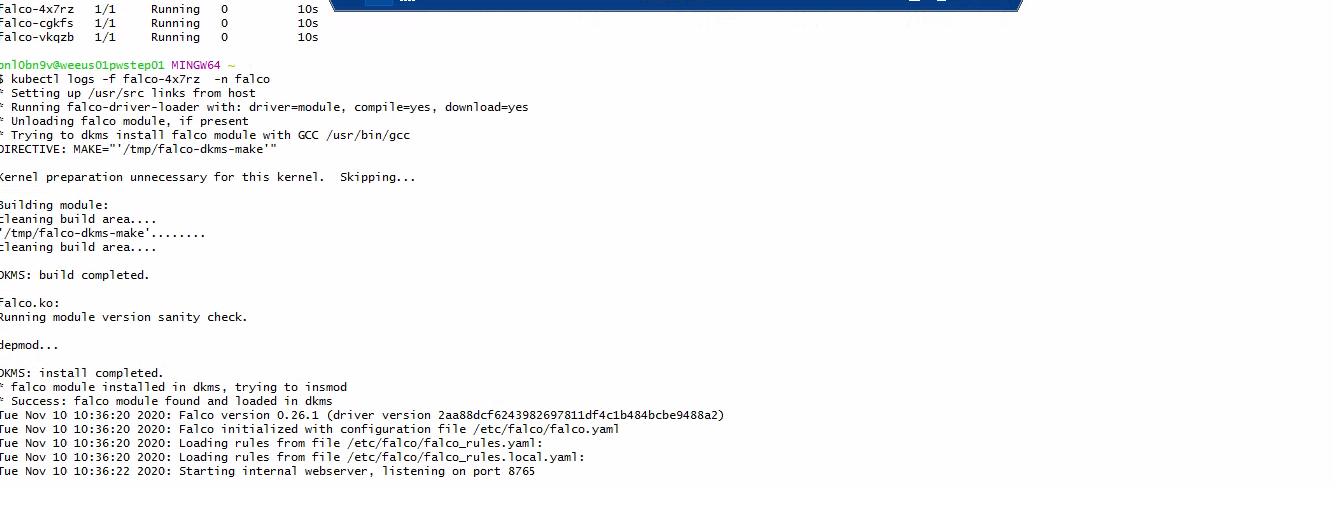 falco-4x7rz 1/1 Running 0 10s
falco-cgkfs 1/1 Running 0 10s
falco-vkqzb 1/1 Running 0 10s
onl0bn9v@weeus01pwstep01 MINGW64 ~
$ kubectl logs -f falco-4x7rz -n falco
* Setting up /usr/src links from host
* Running falco-driver-loader with: driver=module, compile=yes, download=yes
* Unloading falco module, if present
* Trying to dkms install falco module with GCC /usr/bin/gcc
DIRECTIVE: MAKE="'/tmp/falco-dkms-make'"
Kernel preparation unnecessary for this kernel. Skipping...
Building module:
cleaning build area....
'/tmp/falco-dkms-make'........
cleaning build area....
DKMS: build completed.
falco.ko:
Running module version sanity check.
depmod...
DKMS: install completed.
* falco module installed in dkms, trying to insmod
* Success: falco module found and loaded in dkms
Tue Nov 10 10:36:20 2020: Falco version 0.26.1 (driver version 2aa88dcf6243982697811df4c1b484bcbe9488a2)
Tue Nov 10 10:36:20 2020: Falco initialized with configuration file /etc/falco/falco.yaml
Tue Nov 10 10:36:20 2020: Loading rules from file /etc/falco/falco_rules.yaml:
Tue Nov 10 10:36:20 2020: Loading rules from file /etc/falco/falco_rules.local.yaml:
Tue Nov 10 10:36:22 2020: Starting internal webserver, listening on port 8765